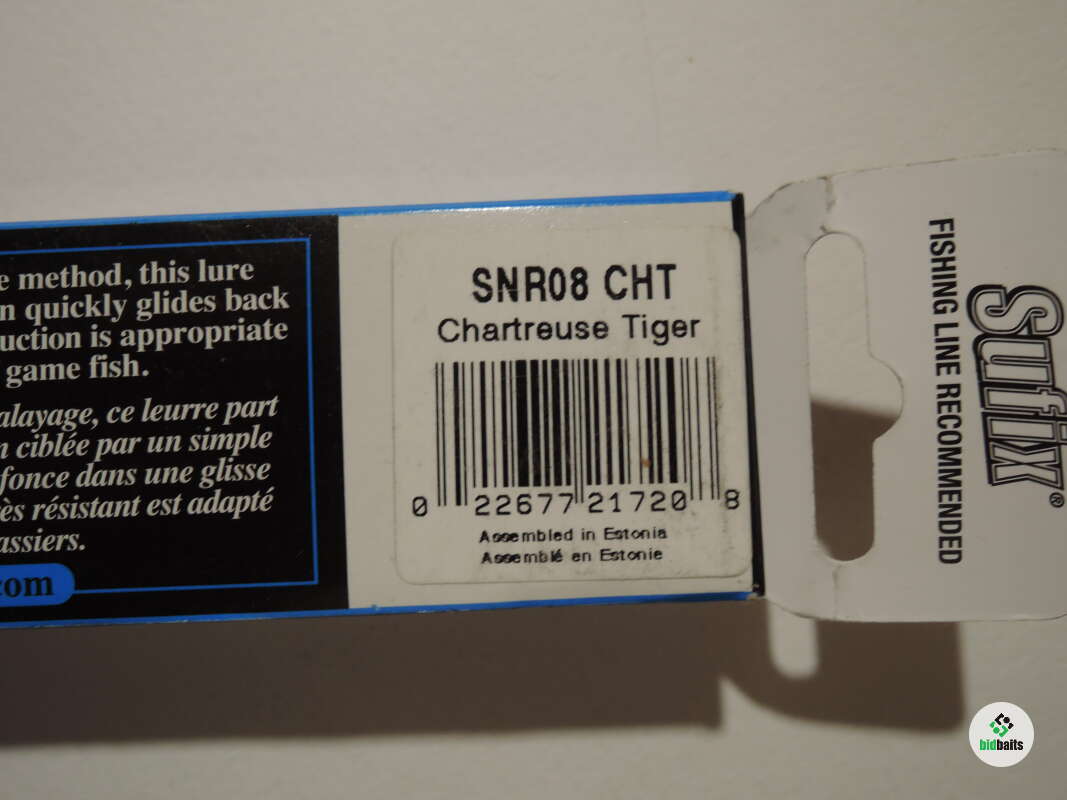 e method, this lure
n quickly glides back
uction is appropriate
game fish.
alayage, ce leurre part
n ciblée par un simple
fonce dans une glisse
ès résistant est adapté
assiers.
com
SNR08 CHT
Chartreuse Tiger
0 22677 21720 8
Assembled in Estonia
Assemblé en Estonie
Sufix®
FISHING LINE RECOMMENDED
bidbaits